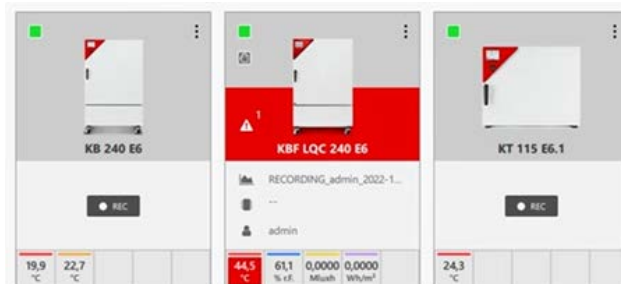 KB 240 E6
REC
19,9 22,7
°C °C
1
KBF LQC 240 E6
RECORDING_admin_2022-1...
--
admin
44,5 61,1 0,0000 0,0000
°C % r.F. Mlush Wh/m²
KT 115 E6.1
REC
24,3
°C